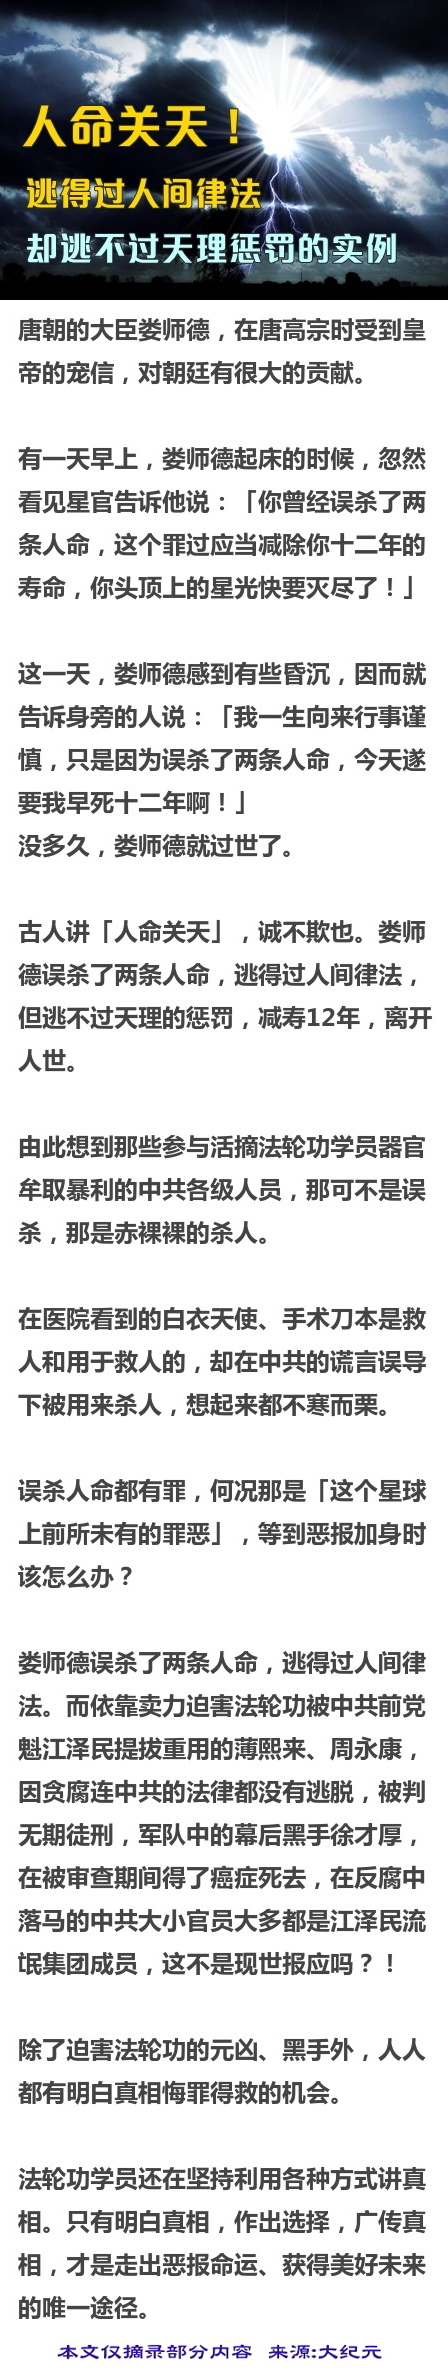 人命关天！
逃得过人间律法
却逃不过天理惩罚的实例
唐朝的大臣娄师德，在唐高宗时受到皇
帝的宠信，对朝廷有很大的贡献。
有一天早上，娄师德起床的时候，忽然
看见星官告诉他说：「你曾经误杀了两
条人命，这个罪过应当减除你十二年的
寿命，你头顶上的星光快要灭尽了！」
这一天，娄师德感到有些昏沉，因而就
告诉身旁的人说：「我一生向来行事谨
慎，只是因为误杀了两条人命，今天遂
要我早死十二年啊！」
没多久，娄师德就过世了。
古人讲「人命关天」，诚不欺也。娄师
德误杀了两条人命，逃得过人间律法，
但逃不过天理的惩罚，减寿12年，离开
人世。
由此想到那些参与活摘法轮功学员器官
牟取暴利的中共各级人员，那可不是误
杀，那是赤裸裸的杀人。
在医院看到的白衣天使、手术刀本是救
人和用于救人的，却在中共的谎言误导
下被用来杀人，想起来都不寒而栗。
误杀人命都有罪，何况那是「这个星球
上前所未有的罪恶」，等到恶报加身时
该怎么办？
娄师德误杀了两条人命，逃得过人间律
法。而依靠卖力迫害法轮功被中共前党
魁江泽民提拔重用的薄熙来、周永康，
因贪腐连中共的法律都没有逃脱，被判
无期徒刑，军队中的幕后黑手徐才厚，
在被审查期间得了癌症死去，在反腐中
落马的中共大小官员大多都是江泽民流
氓集团成员，这不是现世报应吗？！
除了迫害法轮功的元凶、黑手外，人人
都有明白真相悔罪得救的机会。
法轮功学员还在坚持利用各种方式讲真
相。只有明白真相，作出选择，广传真
相，才是走出恶报命运、获得美好未来
的唯一途径。
本文仅摘录部分内容 来源:大纪元